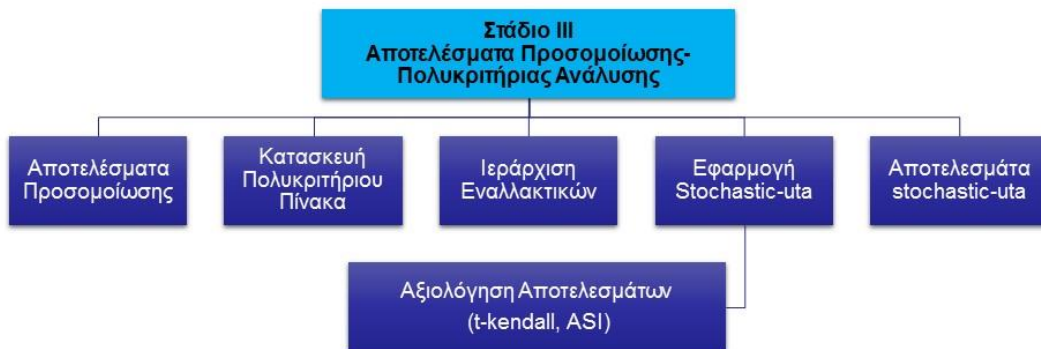 Στάδιο III
Αποτελέσματα Προσομοίωσης-
Πολυκριτήριας Ανάλυσης
Αποτελέσματα
Προσομοίωσης
Κατασκευή
Πολυκριτήριου
Πίνακα
Ιεράρχιση
Εναλλακτικών
Εφαρμογή
Stochastic-uta
Αποτελεσμάτα
stochastic-uta
Αξιολόγηση Αποτελεσμάτων
(t-kendall, ASI)